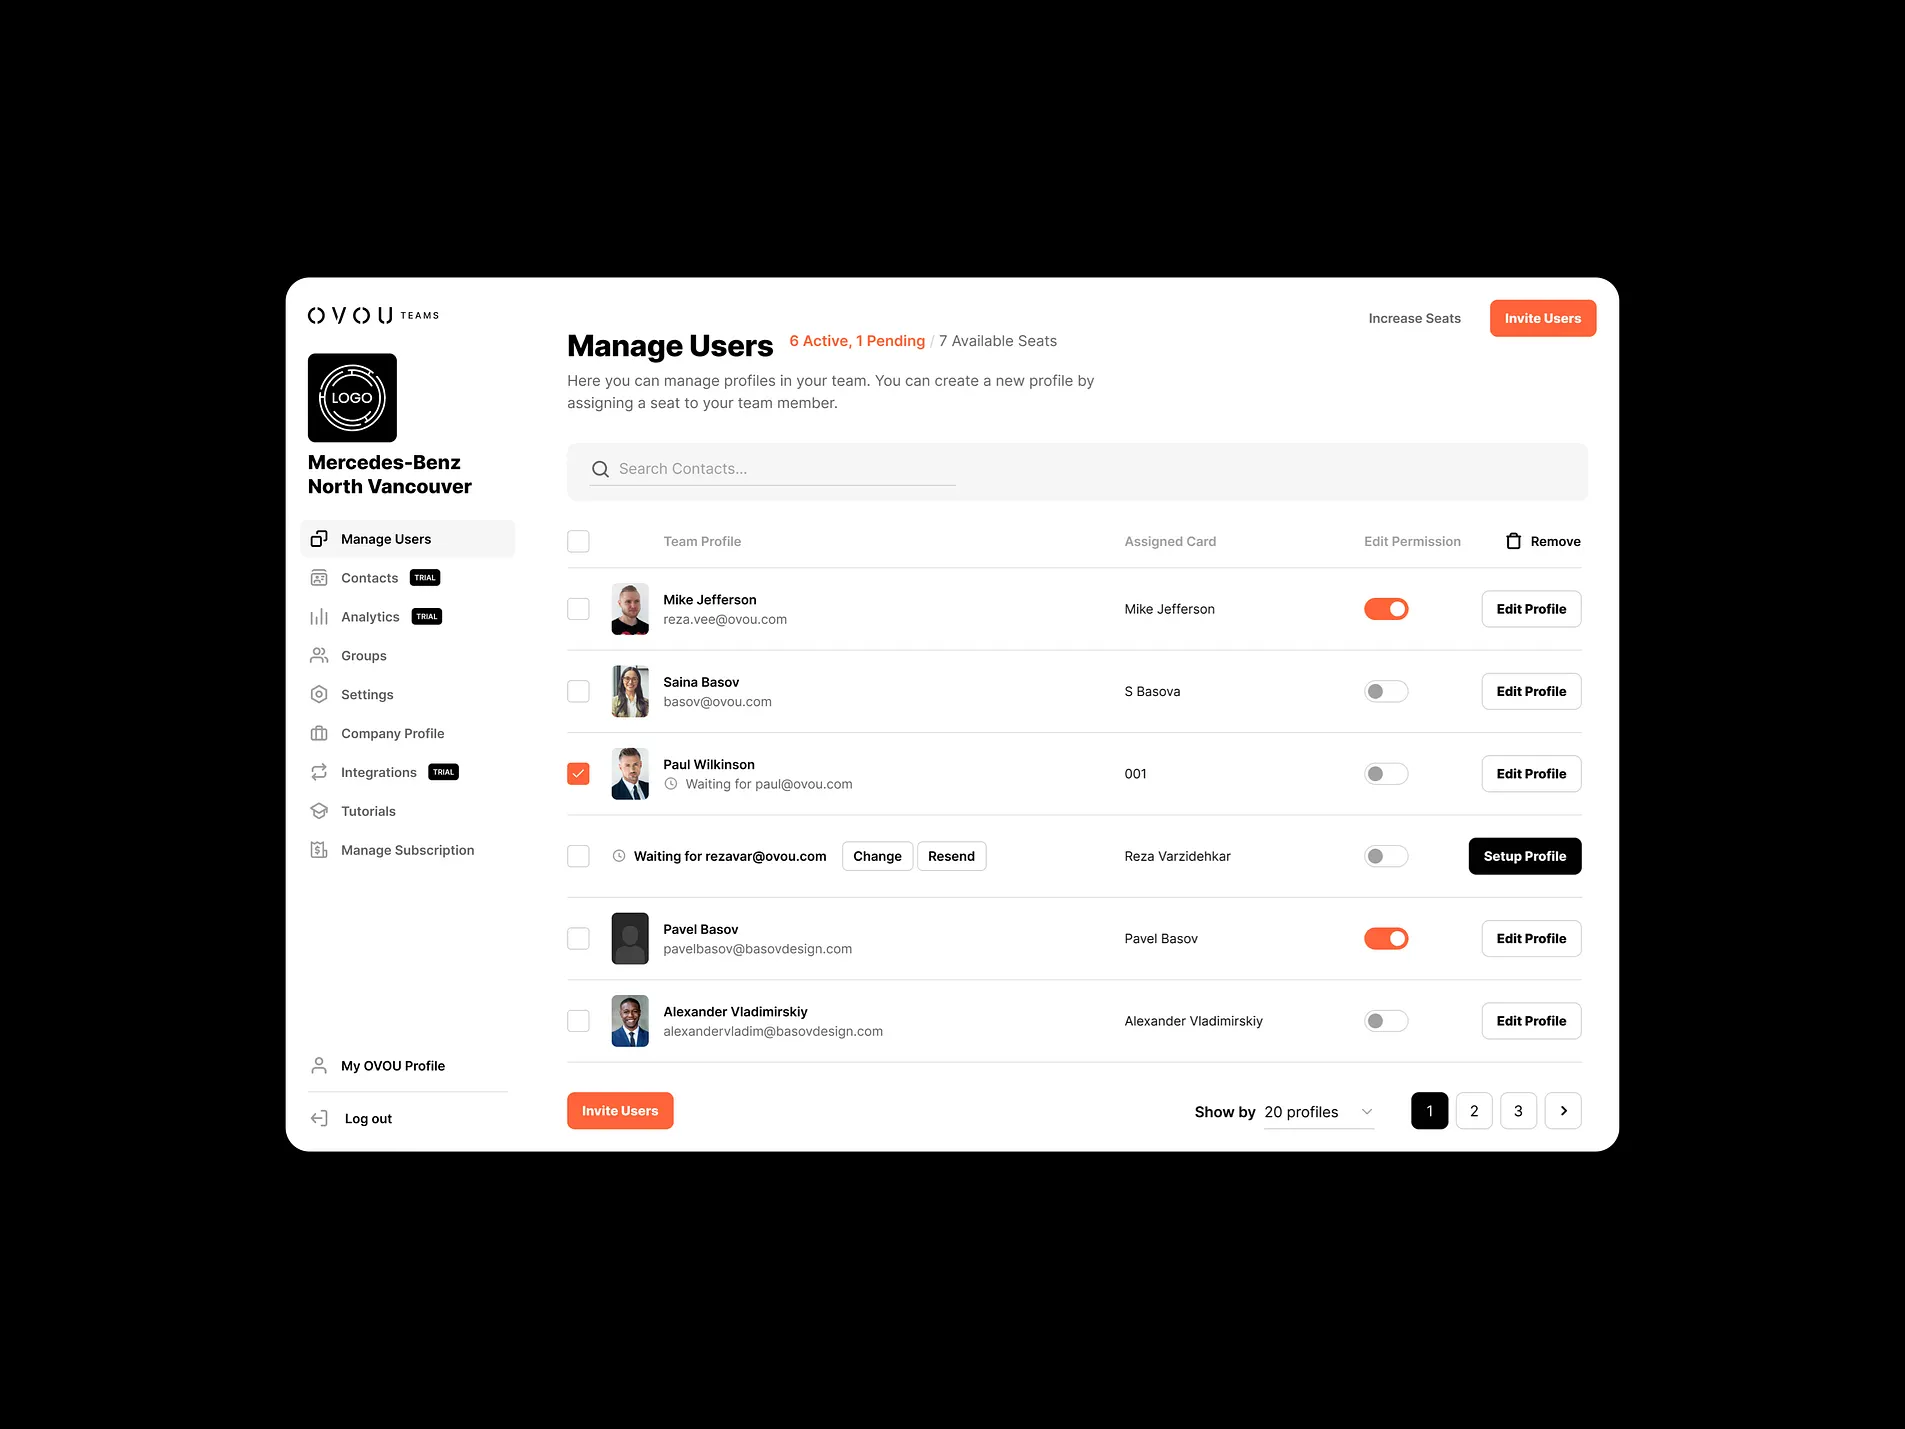 OVOU TEAMS
LOGO
Mercedes-Benz
North Vancouver
Manage Users
Contacts TRIAL
Analytics TRIAL
Groups
Settings
Company Profile
Integrations TRIAL
Tutorials
Manage Subscription
My OVOU Profile
Log out
Increase Seats
Invite Users
Manage Users 6 Active, 1 Pending / 7 Available Seats
Here you can manage profiles in your team. You can create a new profile by
assigning a seat to your team member.
Search Contacts...
Team Profile Assigned Card Edit Permission Remove
Mike Jefferson
reza.vee@ovou.com
Mike Jefferson
Edit Profile
Saina Basov
basov@ovou.com
S Basova
Edit Profile
Paul Wilkinson
Waiting for paul@ovou.com
001
Edit Profile
Waiting for rezavar@ovou.com Change Resend
Reza Varzidehkar
Setup Profile
Pavel Basov
pavelbasov@basovdesign.com
Pavel Basov
Edit Profile
Alexander Vladimirskiy
alexandervladim@basovdesign.com
Alexander Vladimirskiy
Edit Profile
Invite Users
Show by 20 profiles
1 2 3